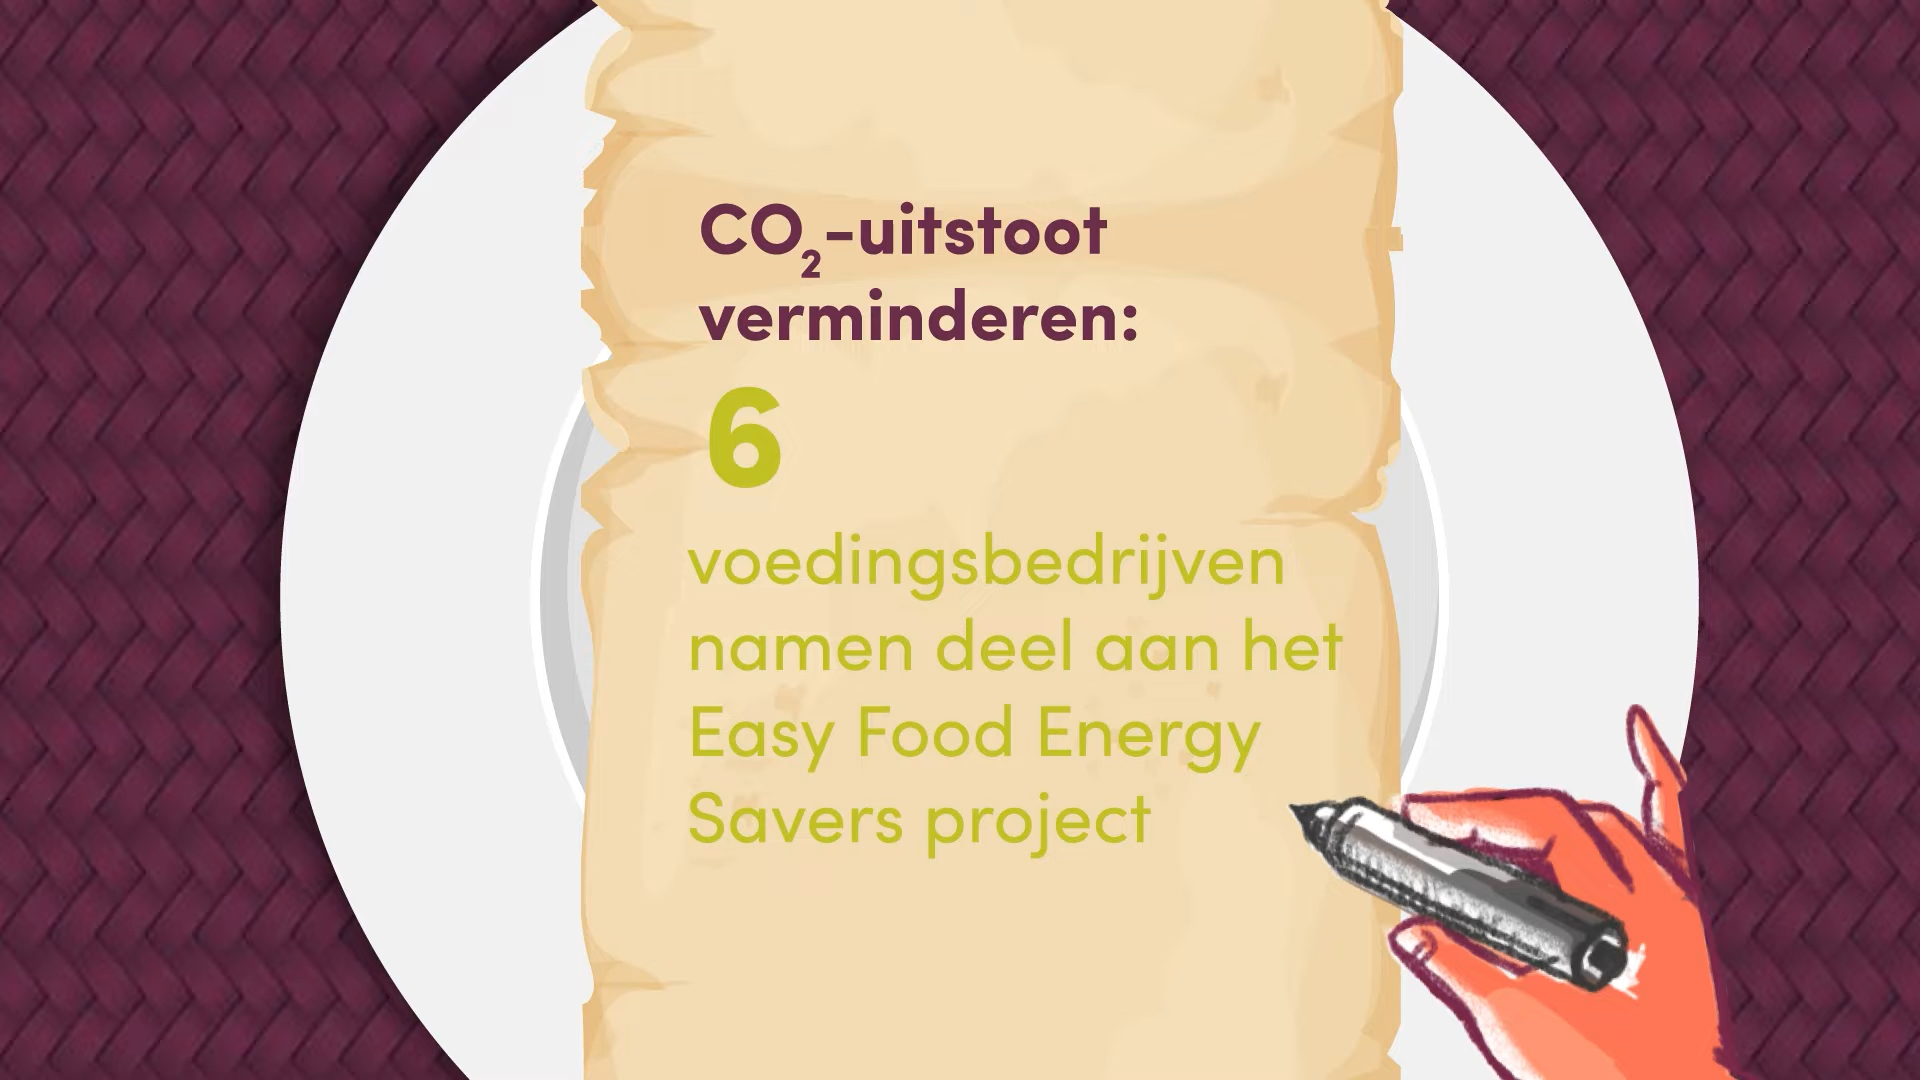 CO₂-uitstoot
verminderen:
6
voedingsbedrijven
namen deel aan het
Easy Food Energy
Savers project